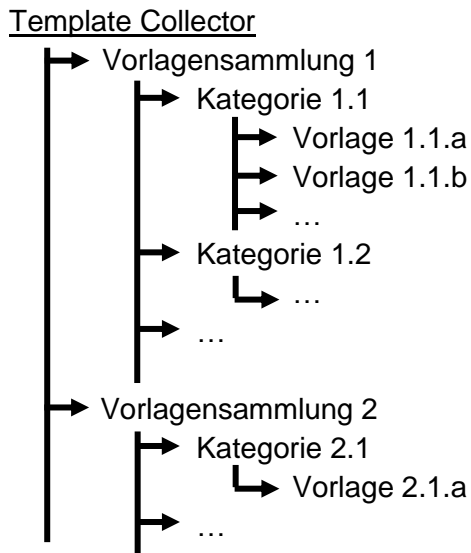 Template Collector
Vorlagensammlung 1
Kategorie 1.1
Vorlage 1.1.a
Vorlage 1.1.b
…
Kategorie 1.2
…
…
Vorlagensammlung 2
Kategorie 2.1
Vorlage 2.1.a
…